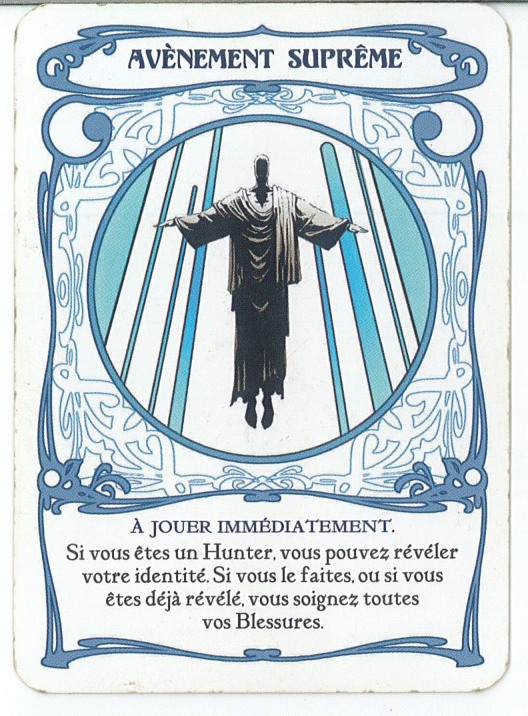 AVÈNEMENT SUPRÊME
À JOUER IMMÉDIATEMENT.
Si vous êtes un Hunter, vous pouvez révéler
votre identité. Si vous le faites, ou si vous
êtes déjà révélé, vous soignez toutes
vos Blessures.